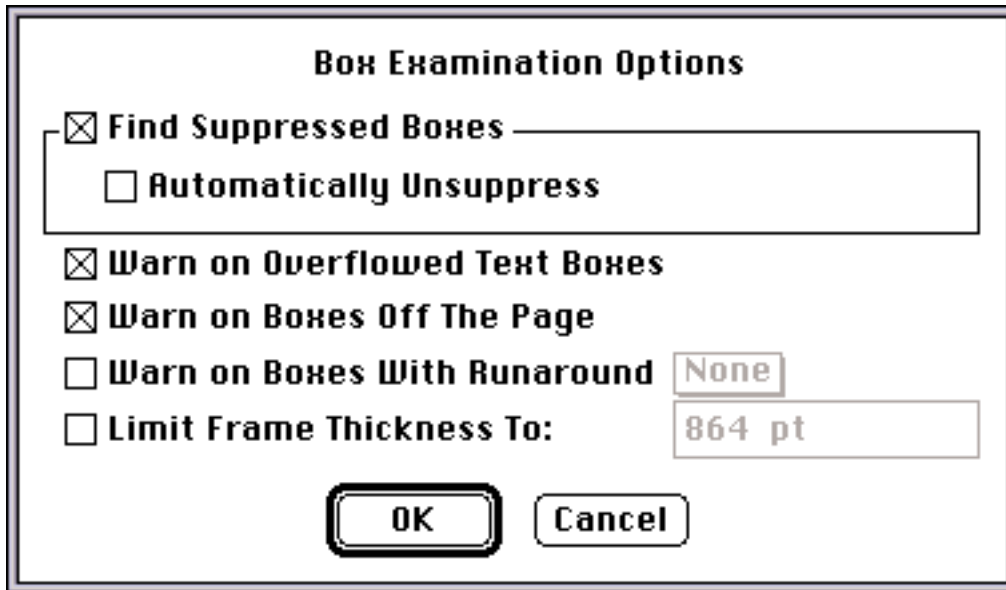 Box Examination Options
Find Suppressed Boxes
Automatically Unsuppress
Warn on Overflowed Text Boxes
Warn on Boxes Off The Page
Warn on Boxes With Runaround None
Limit Frame Thickness To: 864 pt
OK Cancel